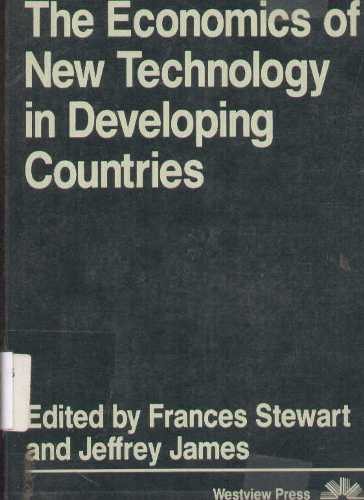 The Economics of
New Technology
in Developing
Countries
Edited by Frances Stewart
and Jeffrey James
Westview Press